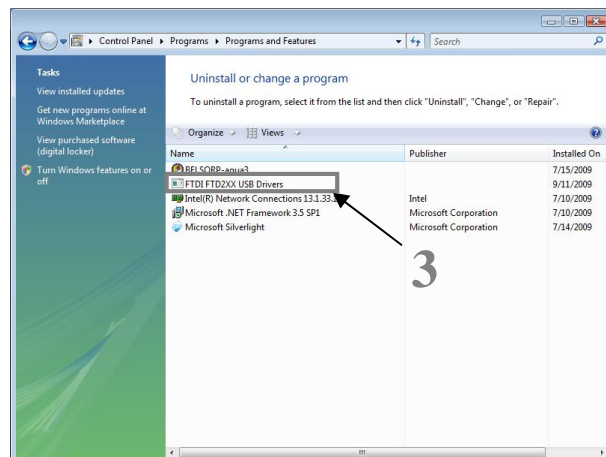 Control Panel ▸ Programs ▸ Programs and Features
Search
Tasks
View installed updates
Get new programs online at
Windows Marketplace
View purchased software
(digital locker)
Turn Windows features on or
off
Uninstall or change a program
To uninstall a program, select it from the list and then click "Uninstall", "Change", or "Repair".
Organize Views
Name Publisher Installed On
BELSORP-aqua3 7/15/2009
FTDI FTD2XX USB Drivers 9/11/2009
Intel(R) Network Connections 13.1.33. Intel 7/10/2009
Microsoft .NET Framework 3.5 SP1 Microsoft Corporation 7/10/2009
Microsoft Silverlight Microsoft Corporation 7/14/2009
3